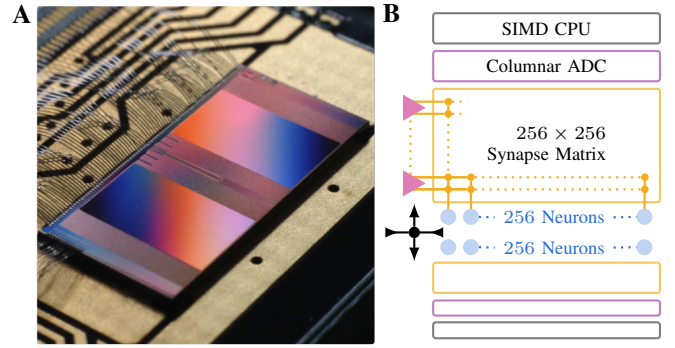 A
B
SIMD CPU
Columnar ADC
256 × 256
Synapse Matrix
256 Neurons
256 Neurons